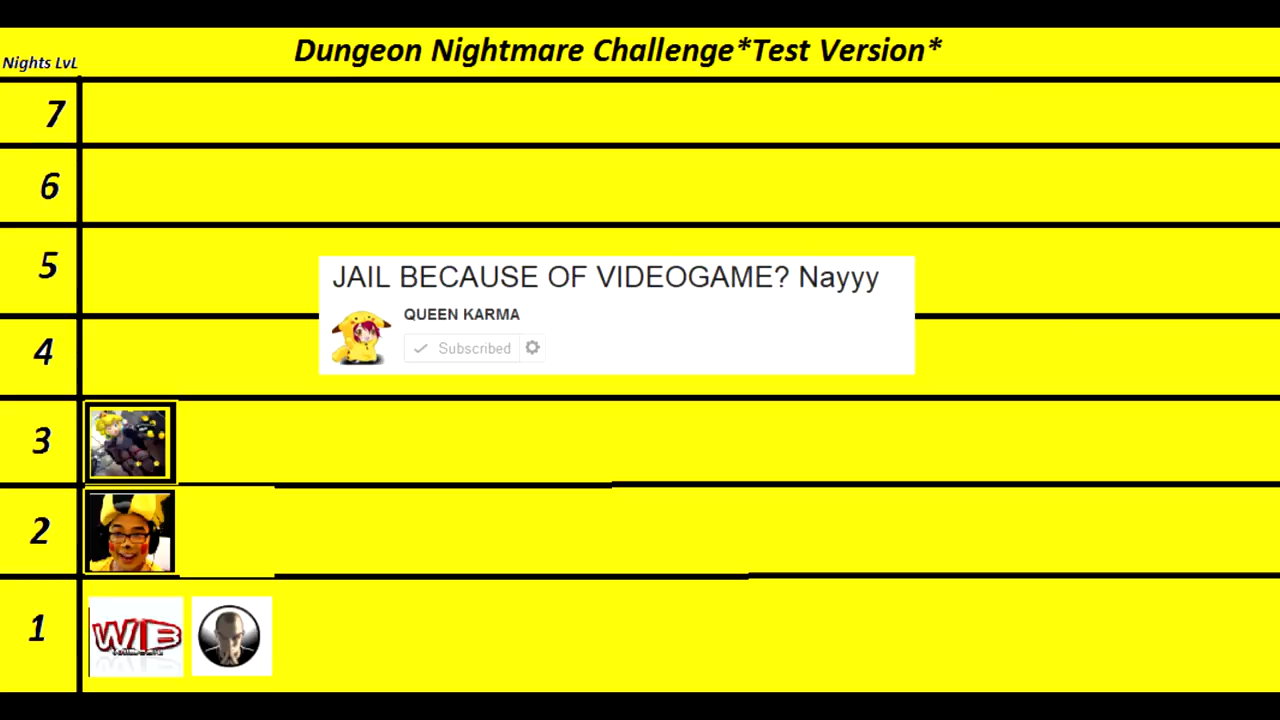 Dungeon Nightmare Challenge*Test Version*
Nights LvL
7
6
5
JAIL BECAUSE OF VIDEOGAME? Nayyy
QUEEN KARMA
Subscribed
4
3
2
1
WIB